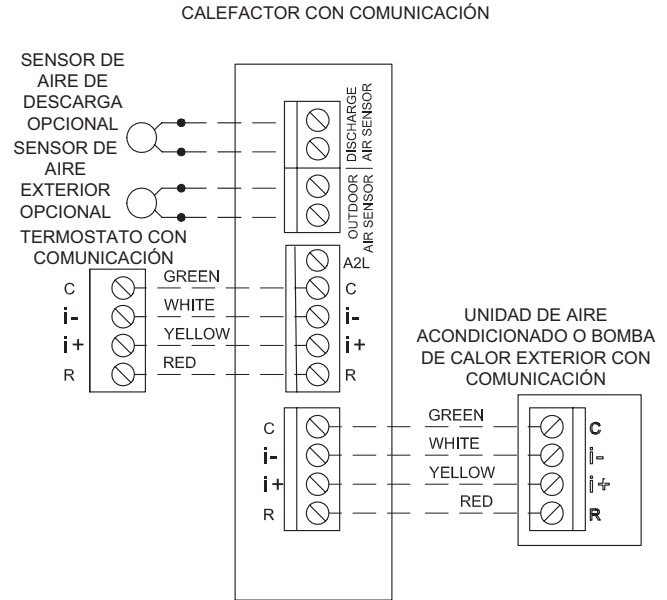 CALEFACTOR CON COMUNICACIÓN
SENSOR DE
AIRE DE
DESCARGA
OPCIONAL
SENSOR DE
AIRE
EXTERIOR
OPCIONAL
DISCHARGE
AIR SENSOR
OUTDOOR
AIR SENSOR
TERMOSTATO CON
COMUNICACIÓN
A2L
C GREEN C
i- WHITE i-
i+ YELLOW i+
R RED R
UNIDAD DE AIRE
ACONDICIONADO O BOMBA
DE CALOR EXTERIOR CON
COMUNICACIÓN
C GREEN C
i- WHITE i-
i+ YELLOW i+
R RED R